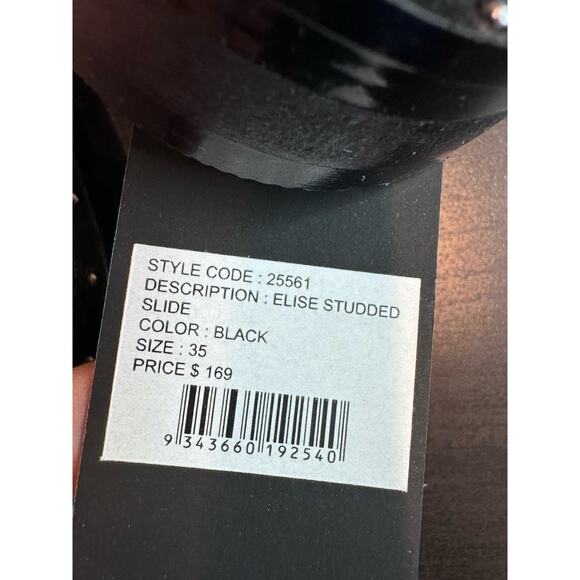 STYLE CODE : 25561
DESCRIPTION : ELISE STUDDED
SLIDE
COLOR : BLACK
SIZE : 35
PRICE $ 169
9 343660 192540